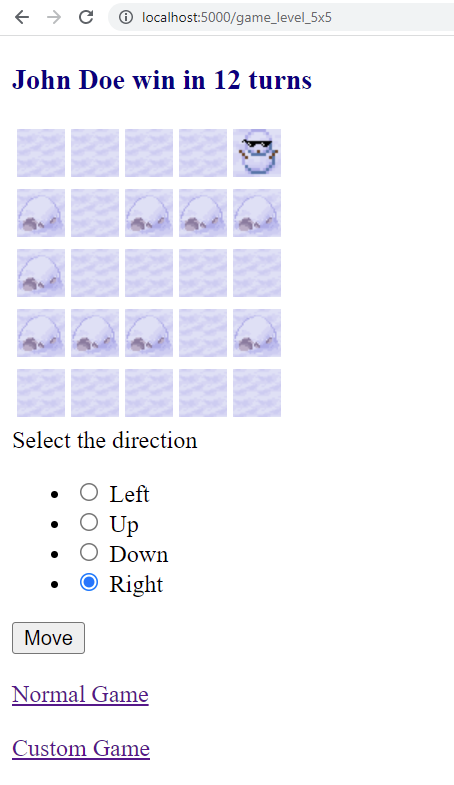 localhost:5000/game_level_5x5
John Doe win in 12 turns
Select the direction
Left
Up
Down
Right
Move
Normal Game
Custom Game